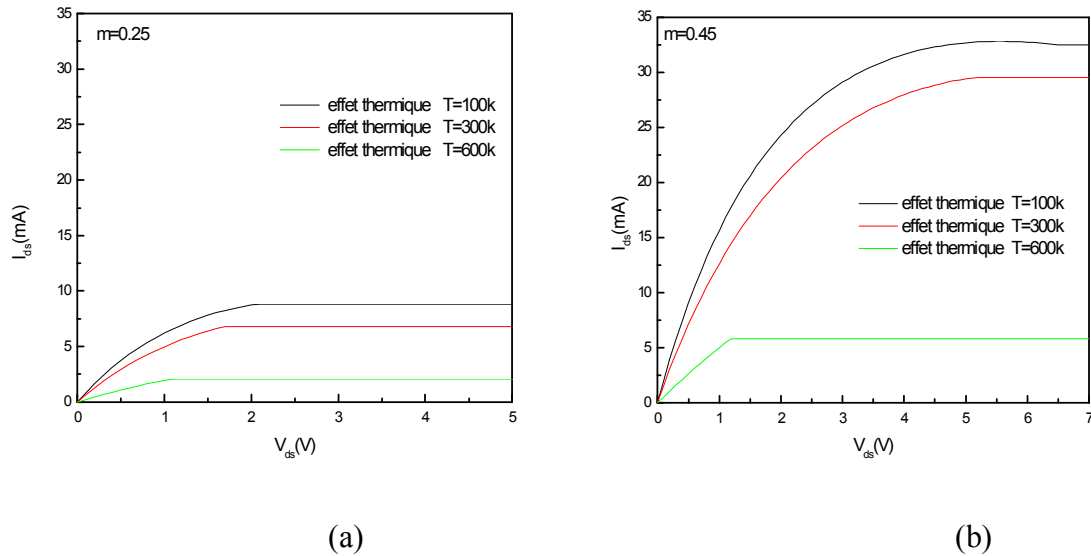 m=0.25
effet thermique T=100k
effet thermique T=300k
effet thermique T=600k
35
30
25
20
15
10
5
0
0 1 2 3 4 5
I_ds(mA)
V_ds(V)
(a)
m=0.45
effet thermique T=100k
effet thermique T=300k
effet thermique T=600k
35
30
25
20
15
10
5
0
0 1 2 3 4 5 6 7
I_ds(mA)
V_ds(V)
(b)